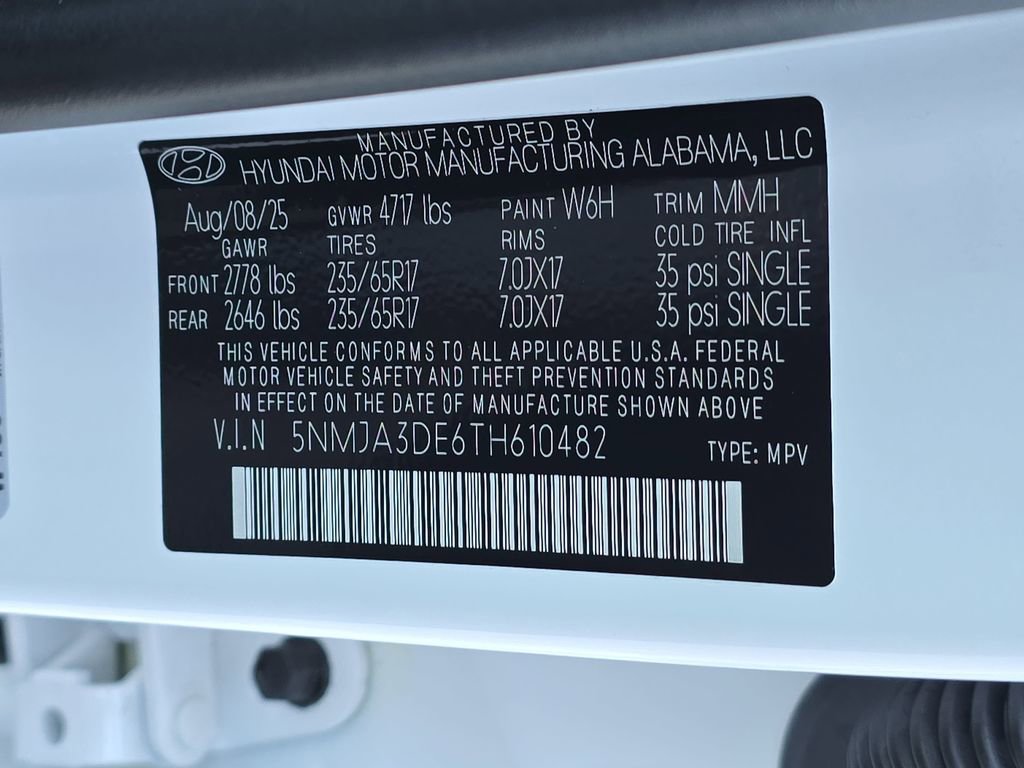 MANUFACTURED BY
HYUNDAI MOTOR MANUFACTURING ALABAMA, LLC
Aug/08/25 GVWR 4717 lbs PAINT W6H TRIM MMH
GAWR TIRES RIMS COLD TIRE INFL
FRONT 2778 lbs 235/65R17 7.0JX17 35 psi SINGLE
REAR 2646 lbs 235/65R17 7.0JX17 35 psi SINGLE
THIS VEHICLE CONFORMS TO ALL APPLICABLE U.S.A. FEDERAL
MOTOR VEHICLE SAFETY AND THEFT PREVENTION STANDARDS
IN EFFECT ON THE DATE OF MANUFACTURE SHOWN ABOVE
V.I.N 5NMJA3DE6TH610482 TYPE: MPV